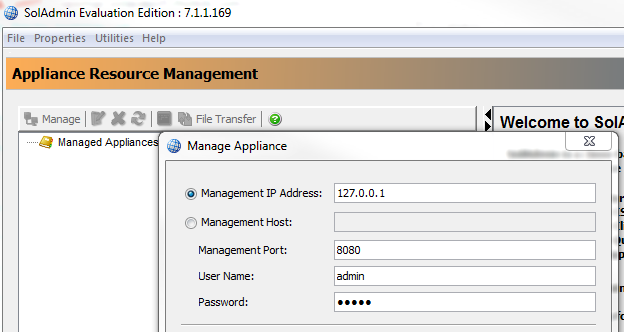 SolAdmin Evaluation Edition : 7.1.1.169
File Properties Utilities Help
Appliance Resource Management
Manage File Transfer
Welcome to SolA
Managed Appliances
Manage Appliance
Management IP Address: 127.0.0.1
Management Host:
Management Port: 8080
User Name: admin
Password: •••••